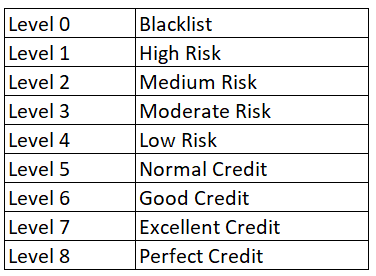 Level 0 Blacklist
Level 1 High Risk
Level 2 Medium Risk
Level 3 Moderate Risk
Level 4 Low Risk
Level 5 Normal Credit
Level 6 Good Credit
Level 7 Excellent Credit
Level 8 Perfect Credit